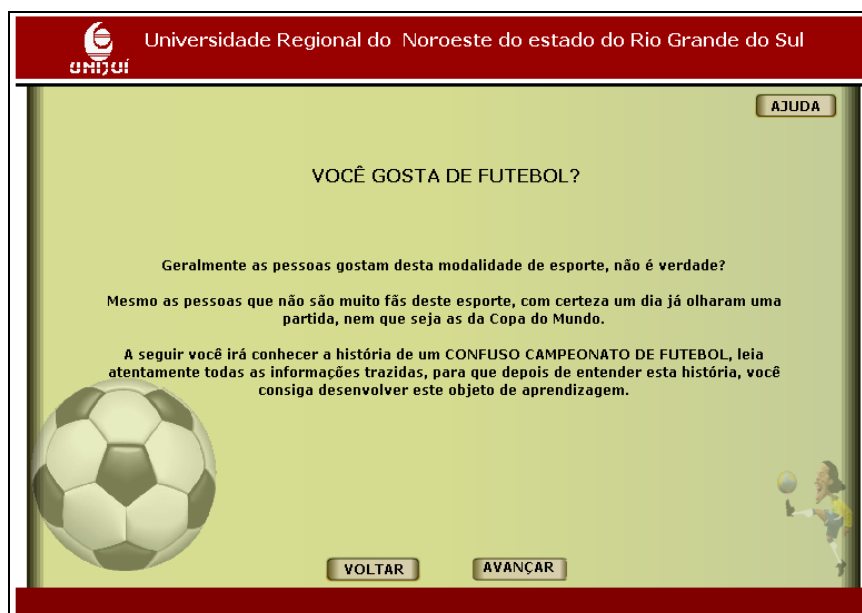 UNIJUÍ
Universidade Regional do Noroeste do estado do Rio Grande do Sul
AJUDA
VOCÊ GOSTA DE FUTEBOL?
Geralmente as pessoas gostam desta modalidade de esporte, não é verdade?
Mesmo as pessoas que não são muito fãs deste esporte, com certeza um dia já olharam uma
partida, nem que seja as da Copa do Mundo.
A seguir você irá conhecer a história de um CONFUSO CAMPEONATO DE FUTEBOL, leia
atentamente todas as informações trazidas, para que depois de entender esta história, você
consiga desenvolver este objeto de aprendizagem.
VOLTAR
AVANÇAR